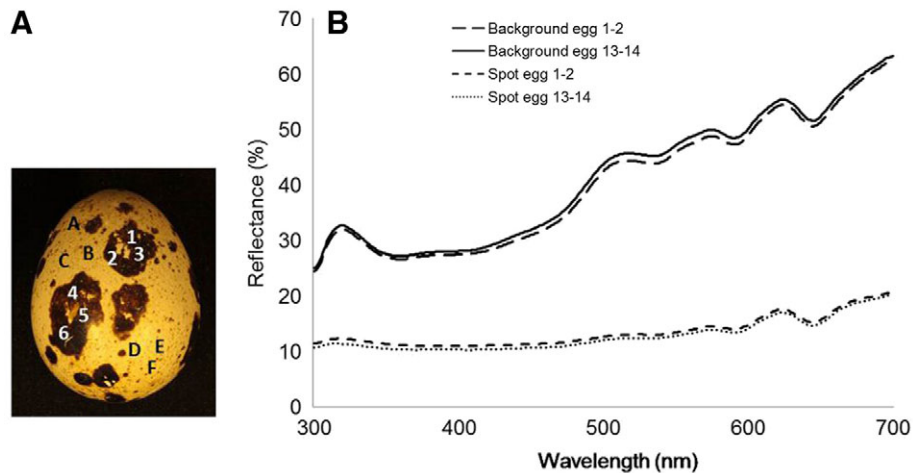 A
B
A
B
C
1
2
3
4
5
6
D
E
F
70
60
50
40
30
20
10
0
Reflectance (%)
Background egg 1-2
Background egg 13-14
Spot egg 1-2
Spot egg 13-14
300
400
500
600
700
Wavelength (nm)